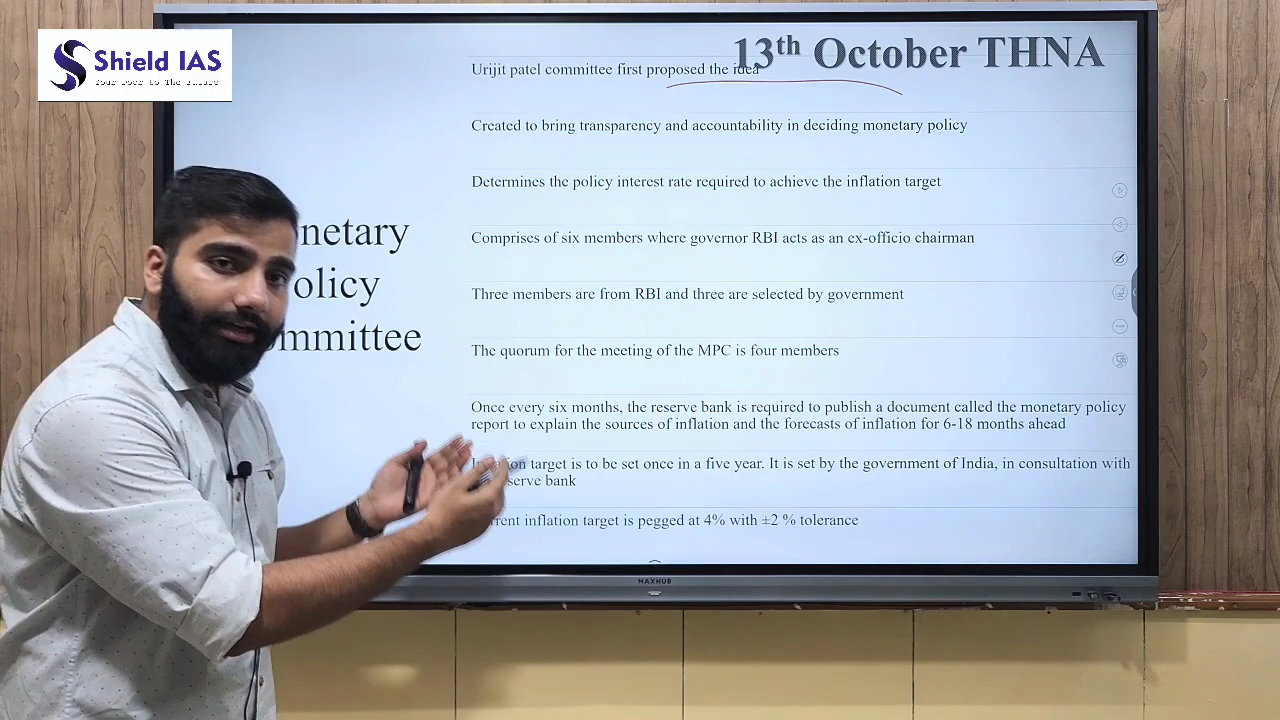 Shield IAS
Your Door to The Future
13th October THNA
Urijit patel committee first proposed the idea
Created to bring transparency and accountability in deciding monetary policy
Determines the policy interest rate required to achieve the inflation target
netary
olicy
mmittee
Comprises of six members where governor RBI acts as an ex-officio chairman
Three members are from RBI and three are selected by government
The quorum for the meeting of the MPC is four members
Once every six months, the reserve bank is required to publish a document called the monetary policy
report to explain the sources of inflation and the forecasts of inflation for 6-18 months ahead
target is to be set once in a five year. It is set by the government of India, in consultation with
serve bank
rrent inflation target is pegged at 4% with ±2 % tolerance
MAXHUB